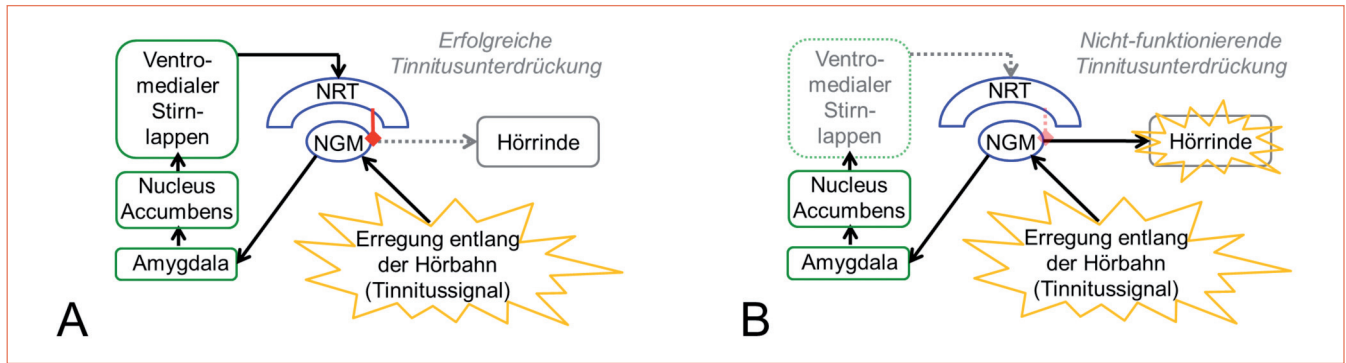 Erfolgreiche
Tinnitusunterdrückung
Ventro-
medialer
Stirn-
lappen
NRT
NGM
Hörrinde
Nucleus
Accumbens
Amygdala
Erregung entlang
der Hörbahn
(Tinnitussignal)
A
Nicht-funktionierende
Tinnitusunterdrückung
Ventro-
medialer
Stirn-
lappen
NRT
NGM
Hörrinde
Nucleus
Accumbens
Amygdala
Erregung entlang
der Hörbahn
(Tinnitussignal)
B